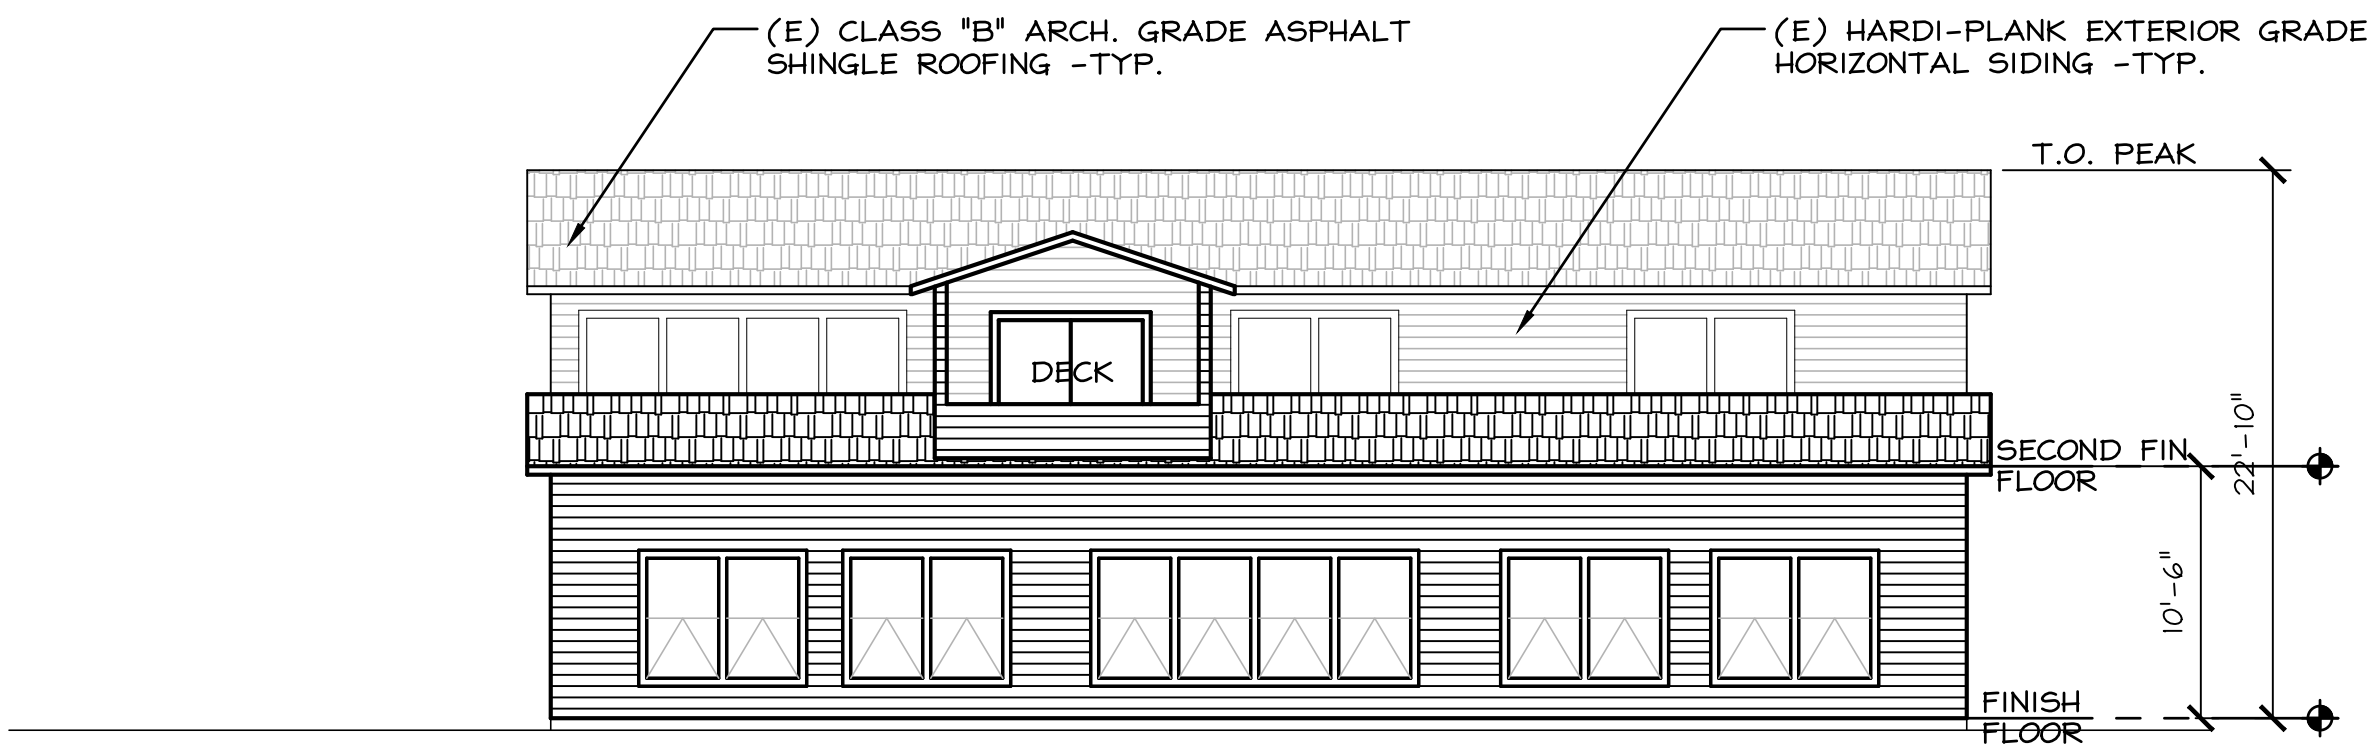 (E) CLASS "B" ARCH. GRADE ASPHALT
SHINGLE ROOFING -TYP.
(E) HARDI-PLANK EXTERIOR GRADE
HORIZONTAL SIDING -TYP.
T.O. PEAK
DECK
22'-10"
SECOND FIN
FLOOR
10'-6"
FINISH
FLOOR